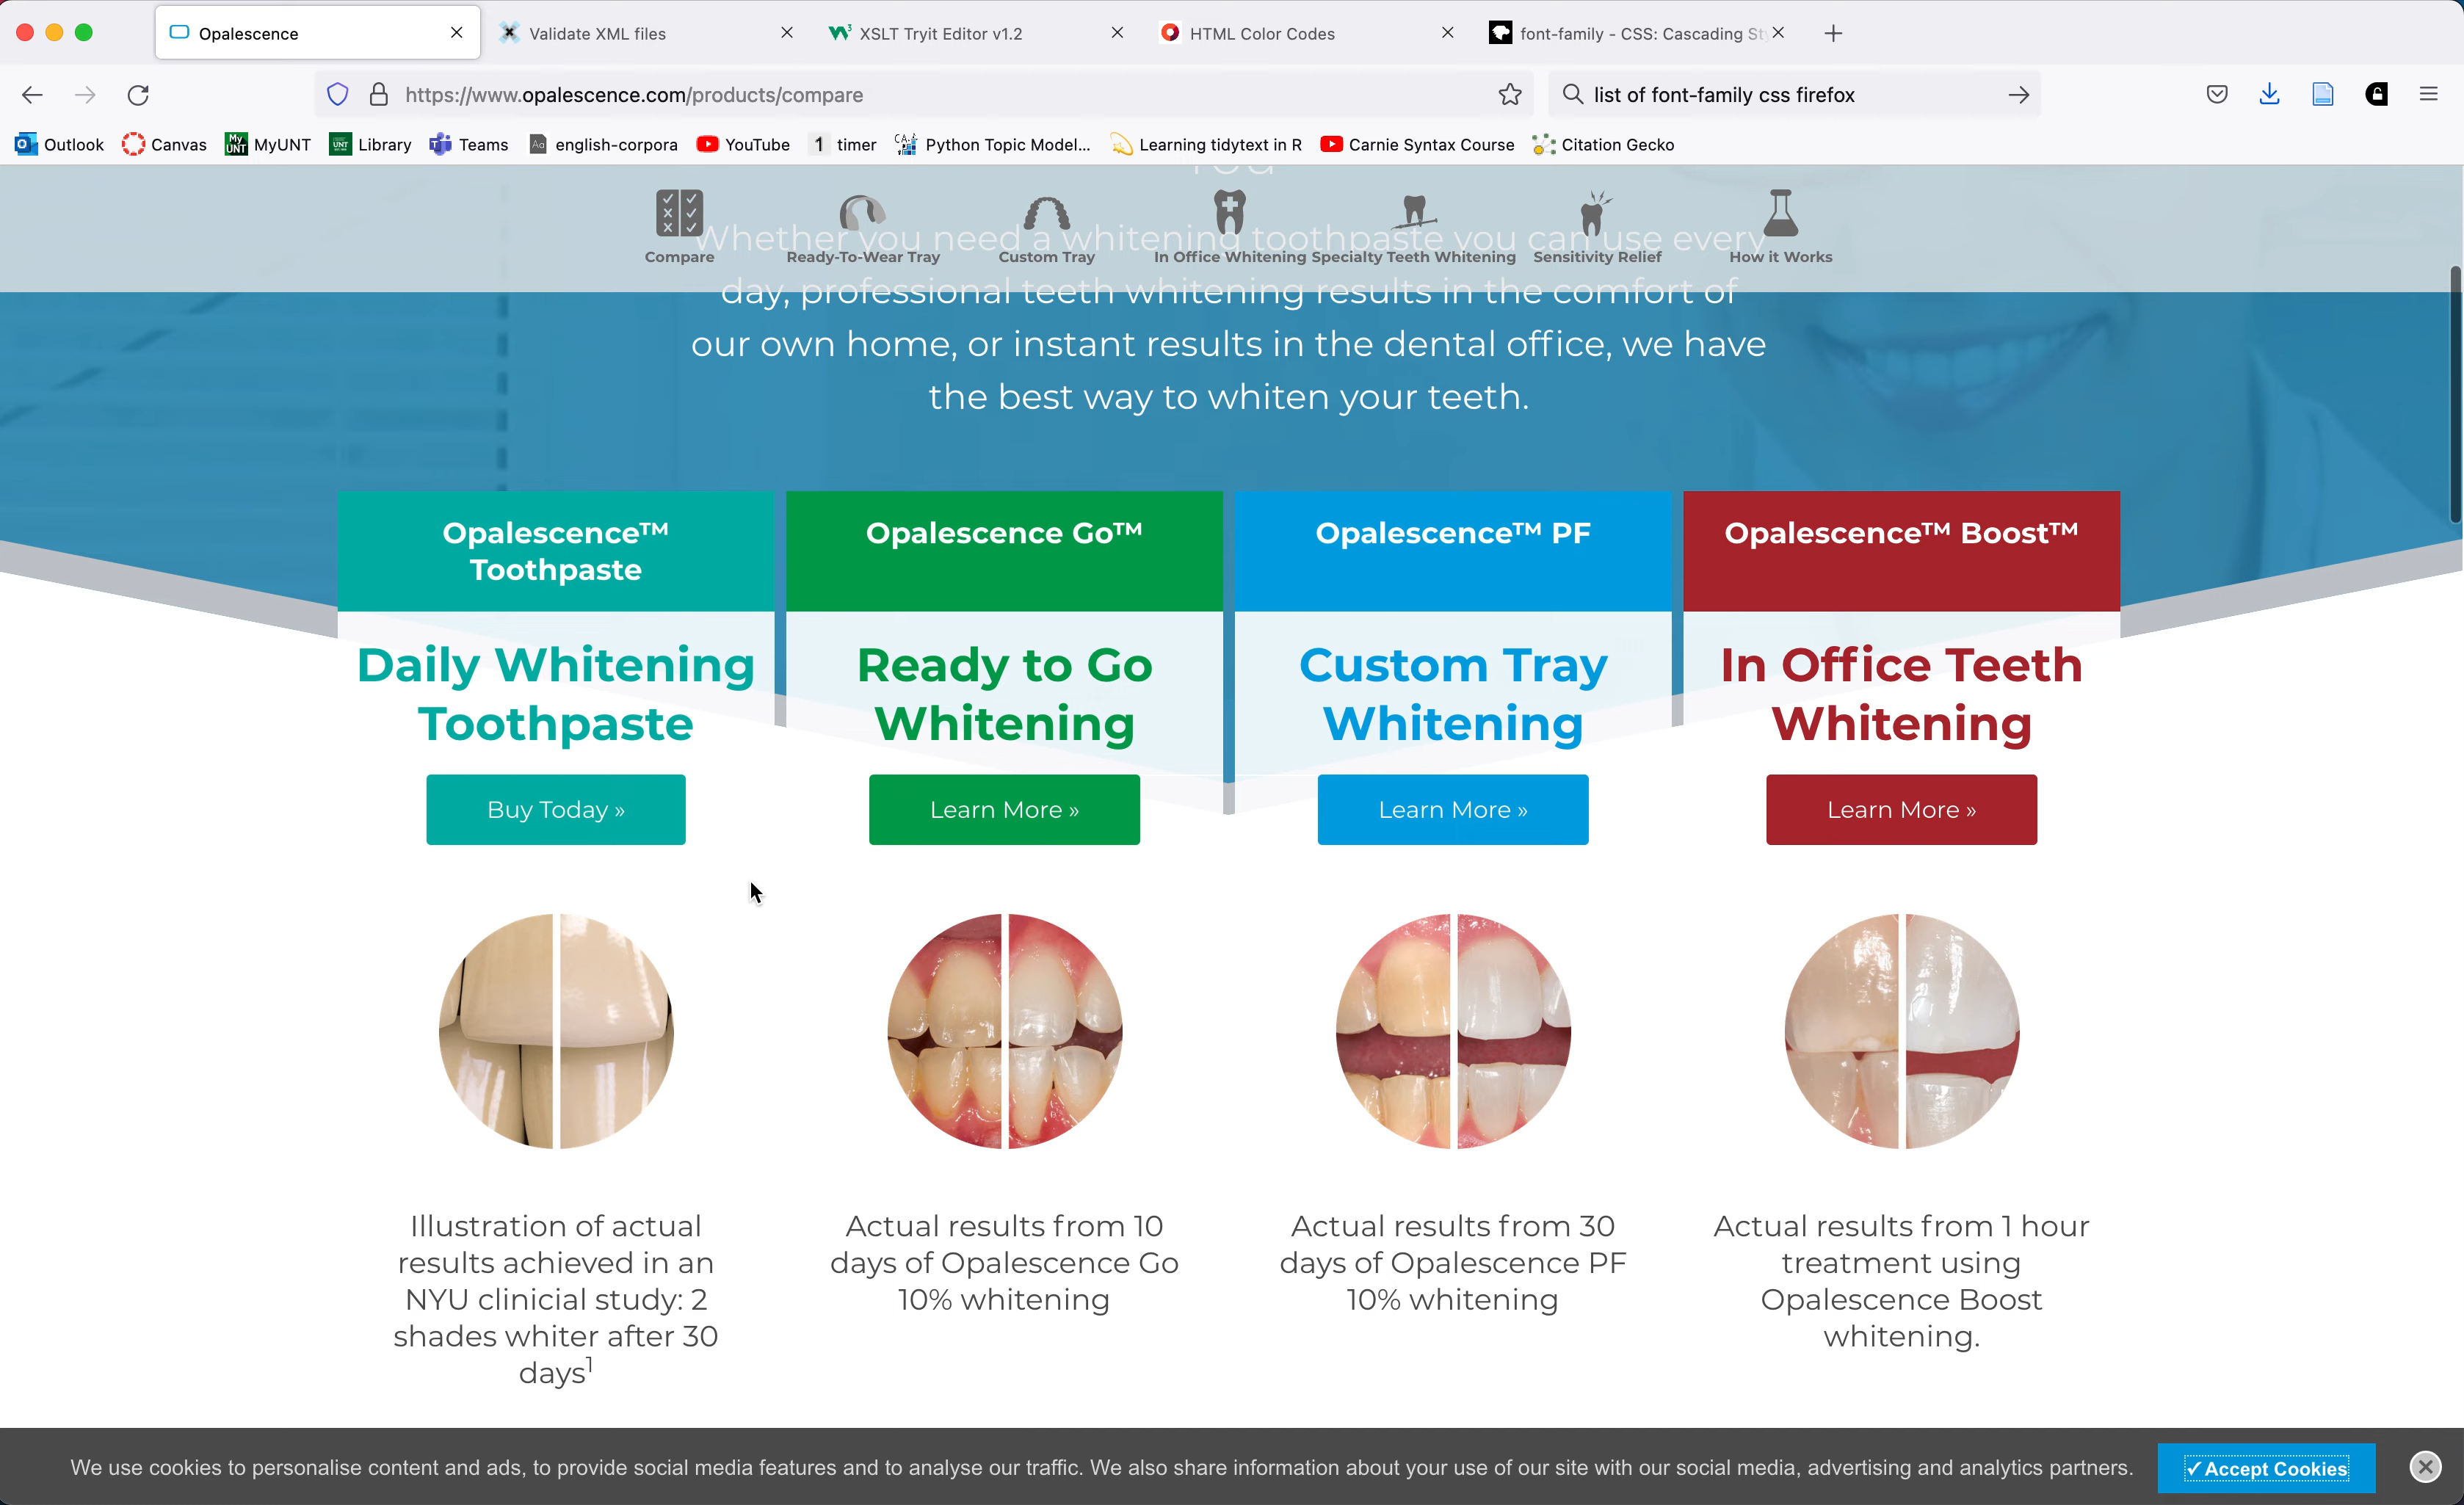 Opalescence
Validate XML files
XSLT Tryit Editor v1.2
HTML Color Codes
font-family - CSS: Cascading St
https://www.opalescence.com/products/compare
list of font-family css firefox
Outlook
Canvas
MyUNT
Library
Teams
english-corpora
YouTube
1 timer
Python Topic Model...
Learning tidytext in R
Carnie Syntax Course
Citation Gecko
Compare
Ready-To-Wear Tray
Custom Tray
In Office Whitening
Specialty Teeth Whitening
Sensitivity Relief
How it Works
Whether you need a whitening toothpaste you can use every
day, professional teeth whitening results in the comfort of
our own home, or instant results in the dental office, we have
the best way to whiten your teeth.
Opalescence™
Toothpaste
Daily Whitening
Toothpaste
Buy Today »
Illustration of actual
results achieved in an
NYU clinicial study: 2
shades whiter after 30
days1
Opalescence Go™
Ready to Go
Whitening
Learn More »
Actual results from 10
days of Opalescence Go
10% whitening
Opalescence™ PF
Custom Tray
Whitening
Learn More »
Actual results from 30
days of Opalescence PF
10% whitening
Opalescence™ Boost™
In Office Teeth
Whitening
Learn More »
Actual results from 1 hour
treatment using
Opalescence Boost
whitening.
We use cookies to personalise content and ads, to provide social media features and to analyse our traffic. We also share information about your use of our site with our social media, advertising and analytics partners.
✓Accept Cookies